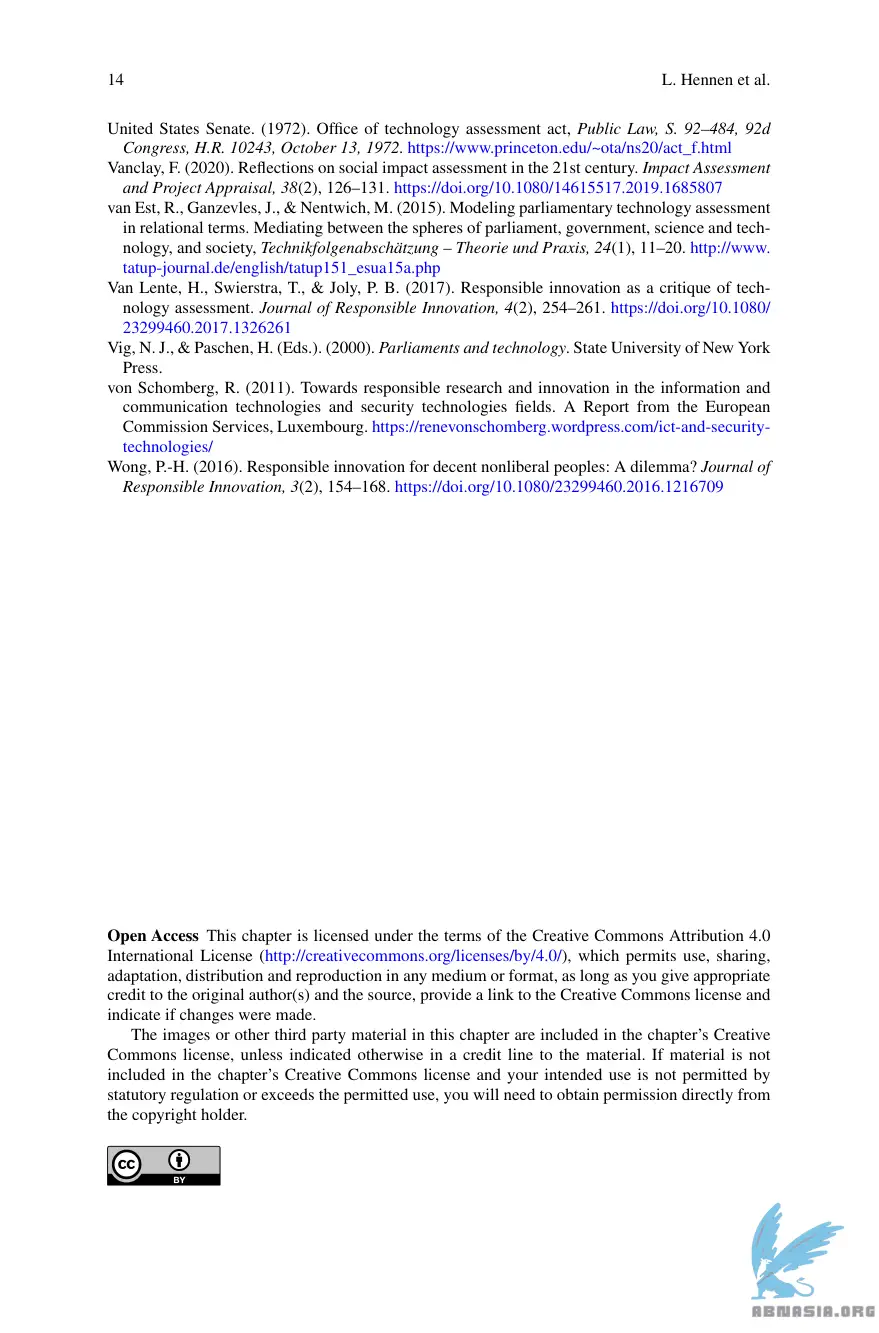 14 L. Hennen et al.
United States Senate. (1972). Office of technology assessment act, Public Law, S. 92–484, 92d
Congress, H.R. 10243, October 13, 1972. https://www.princeton.edu/~ota/ns20/act_f.html
Vanclay, F. (2020). Reflections on social impact assessment in the 21st century. Impact Assessment
and Project Appraisal, 38(2), 126–131. https://doi.org/10.1080/14615517.2019.1685807
van Est, R., Ganzevles, J., & Nentwich, M. (2015). Modeling parliamentary technology assessment
in relational terms. Mediating between the spheres of parliament, government, science and tech-
nology, and society, Technikfolgenabschätzung – Theorie und Praxis, 24(1), 11–20. http://www.
tatup-journal.de/english/tatup151_esua15a.php
Van Lente, H., Swierstra, T., & Joly, P. B. (2017). Responsible innovation as a critique of tech-
nology assessment. Journal of Responsible Innovation, 4(2), 254–261. https://doi.org/10.1080/
23299460.2017.1326261
Vig, N. J., & Paschen, H. (Eds.). (2000). Parliaments and technology. State University of New York
Press.
von Schomberg, R. (2011). Towards responsible research and innovation in the information and
communication technologies and security technologies fields. A Report from the European
Commission Services, Luxembourg. https://renevonschomberg.wordpress.com/ict-and-security-
technologies/
Wong, P.-H. (2016). Responsible innovation for decent nonliberal peoples: A dilemma? Journal of
Responsible Innovation, 3(2), 154–168. https://doi.org/10.1080/23299460.2016.1216709
Open Access This chapter is licensed under the terms of the Creative Commons Attribution 4.0
International License (http://creativecommons.org/licenses/by/4.0/), which permits use, sharing,
adaptation, distribution and reproduction in any medium or format, as long as you give appropriate
credit to the original author(s) and the source, provide a link to the Creative Commons license and
indicate if changes were made.
The images or other third party material in this chapter are included in the chapter's Creative
Commons license, unless indicated otherwise in a credit line to the material. If material is not
included in the chapter's Creative Commons license and your intended use is not permitted by
statutory regulation or exceeds the permitted use, you will need to obtain permission directly from
the copyright holder.
cc
BY
ABNASIA.ORG